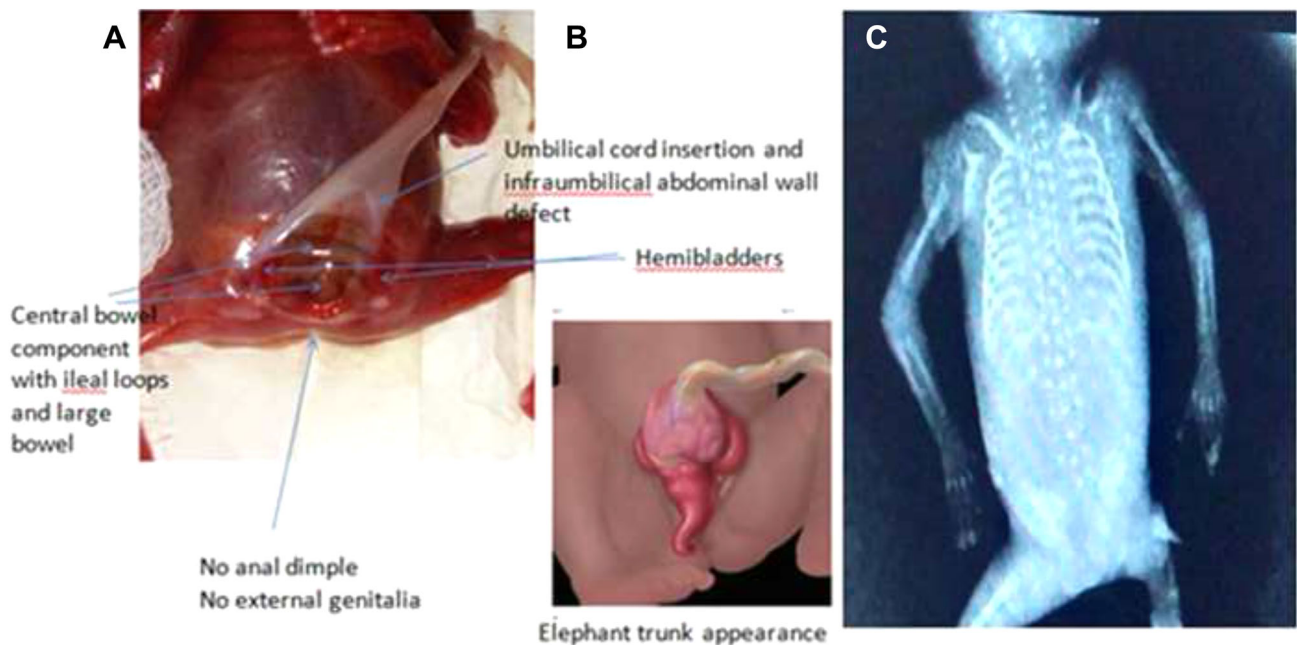 A
B
C
Umbilical cord insertion and
infraumbilical abdominal wall
defect
Hemibladders
Central bowel
component
with ileal loops
and large
bowel
No anal dimple
No external genitalia
Elephant trunk appearance